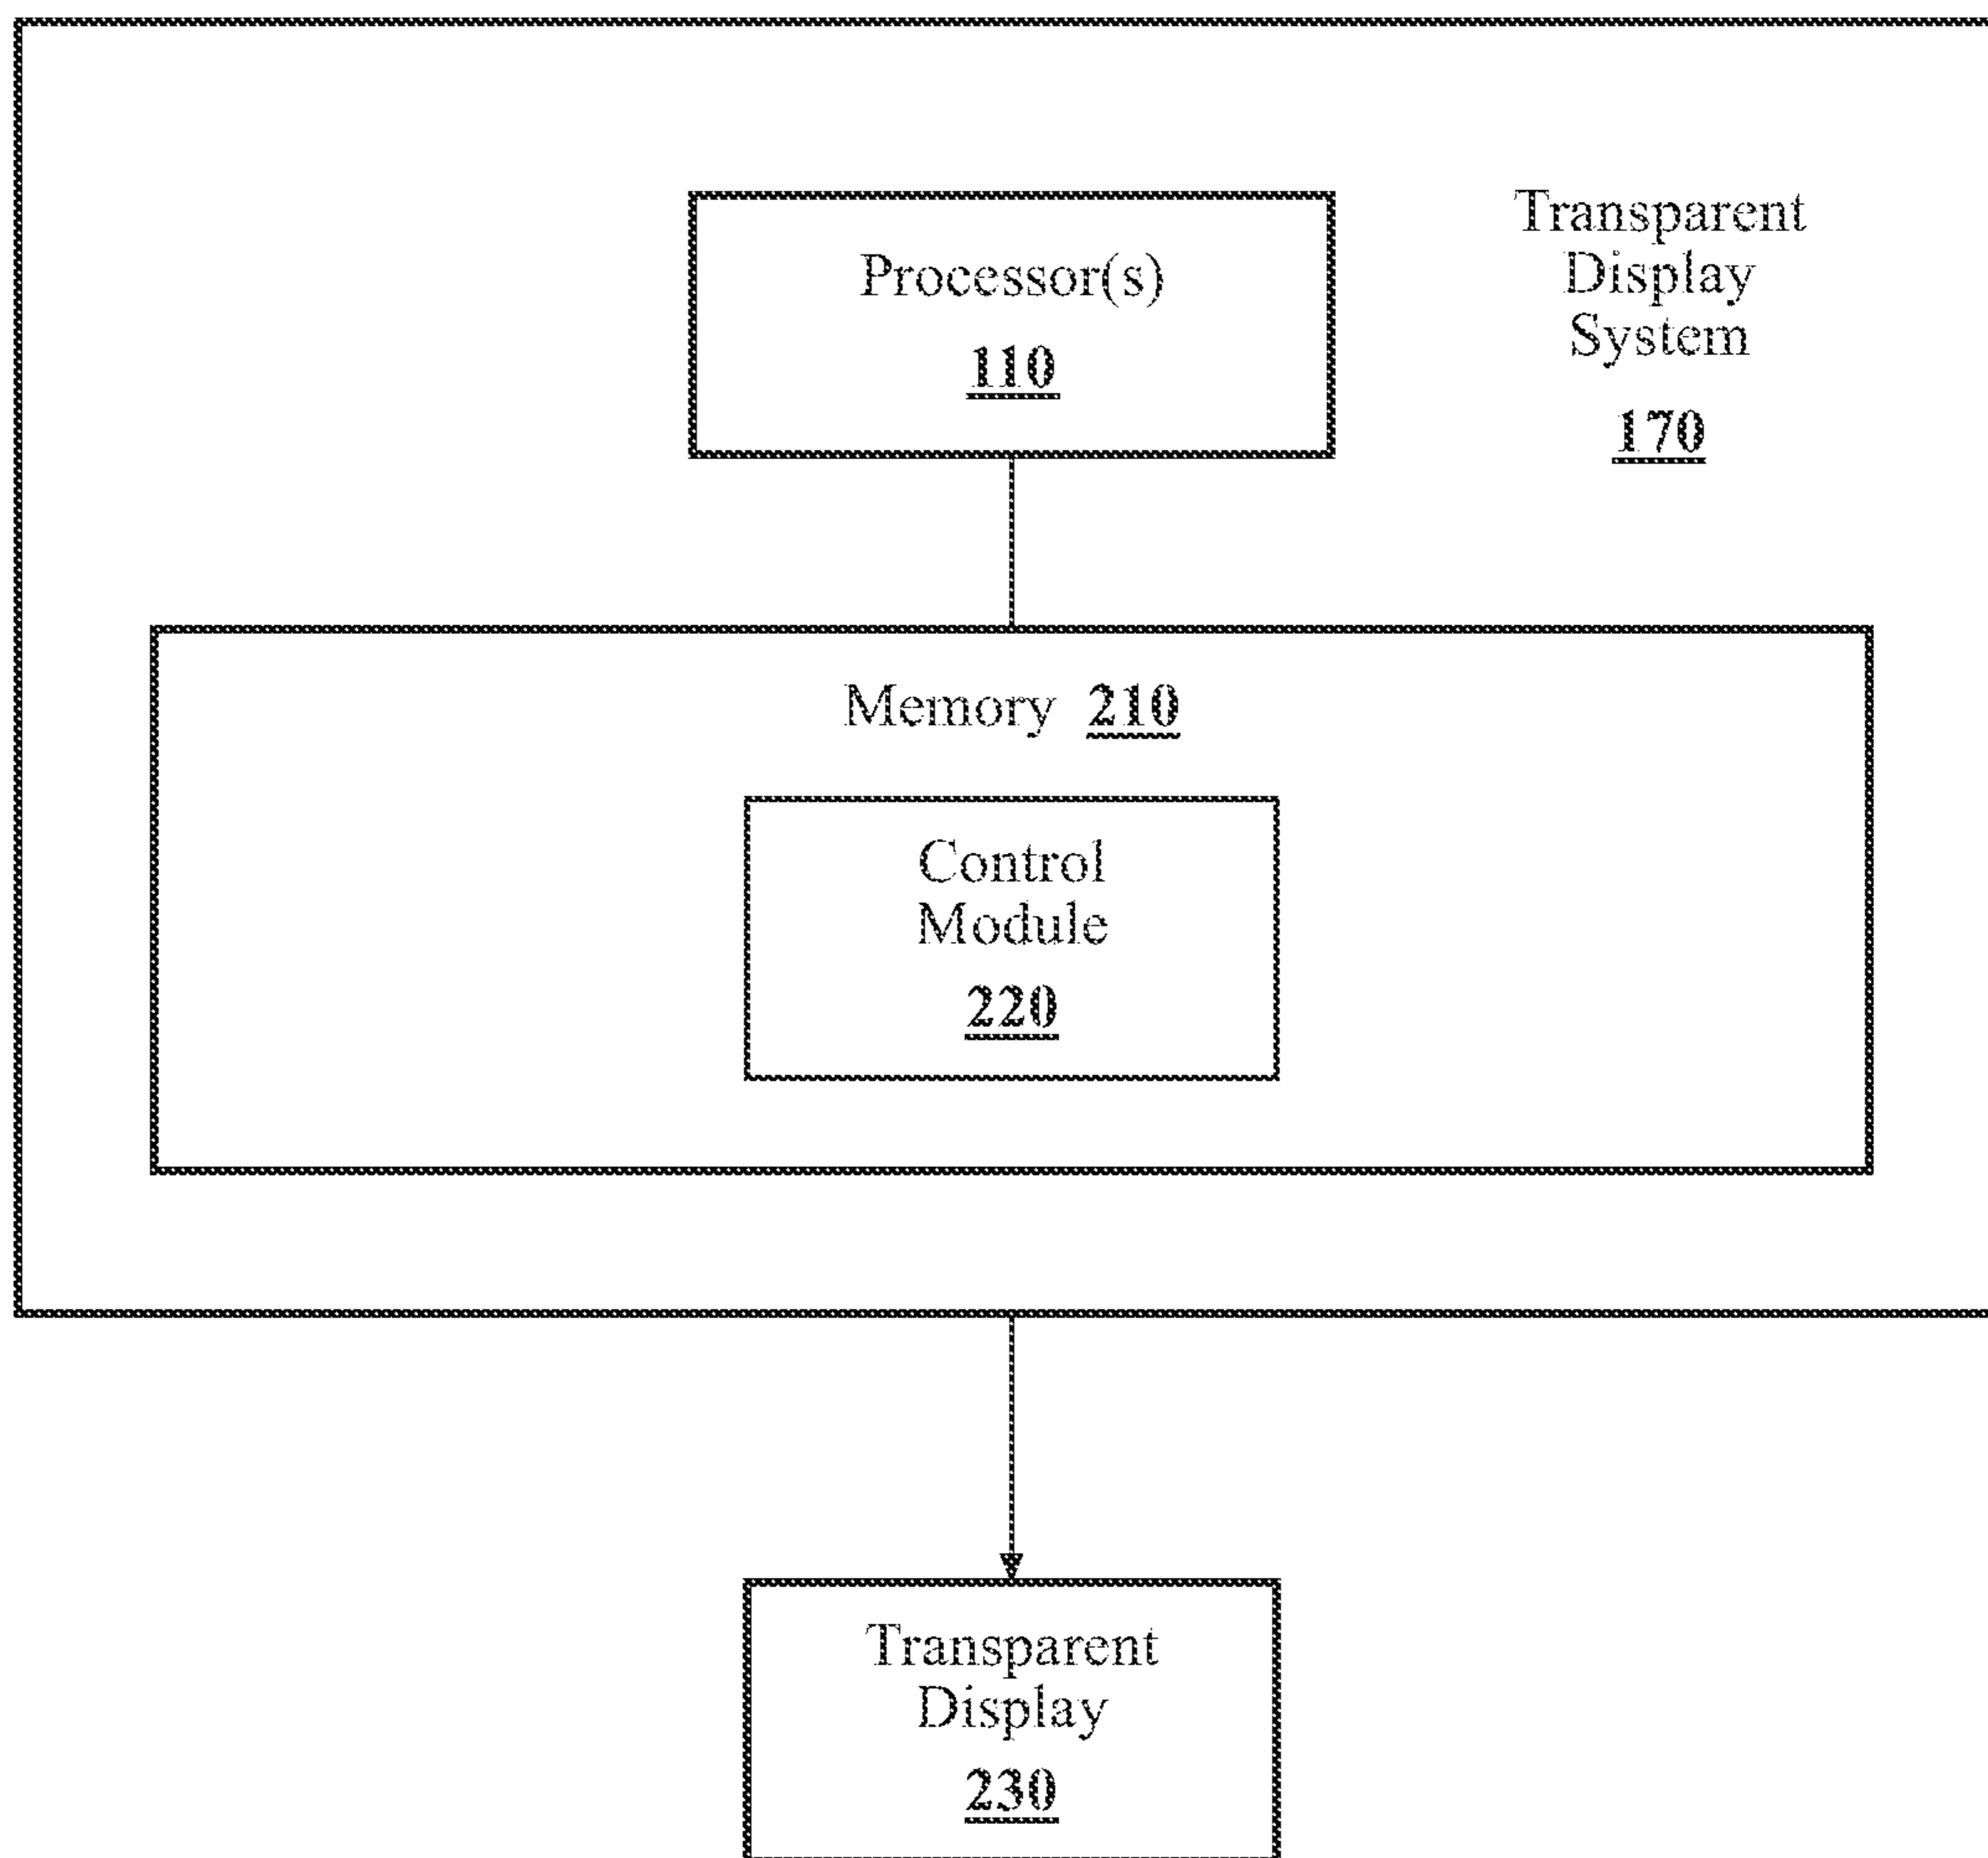 Processor(s)
110
Transparent
Display
System
170
Memory 210
Control
Module
220
Transparent
Display
230